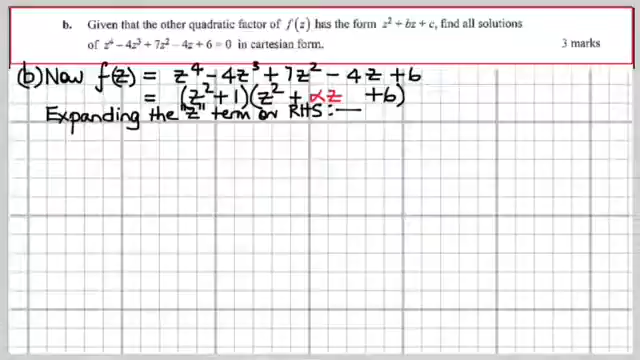 b. Given that the other quadratic factor of f(z) has the form z² + bz + c, find all solutions
of z⁴ − 4z³ + 7z² − 4z + 6 = 0 in cartesian form. 3 marks
(b) Now f(z) = z⁴ − 4z³ + 7z² − 4z + 6
= (z² + 1)(z² + αz + 6)
Expanding the "z" term on RHS:—